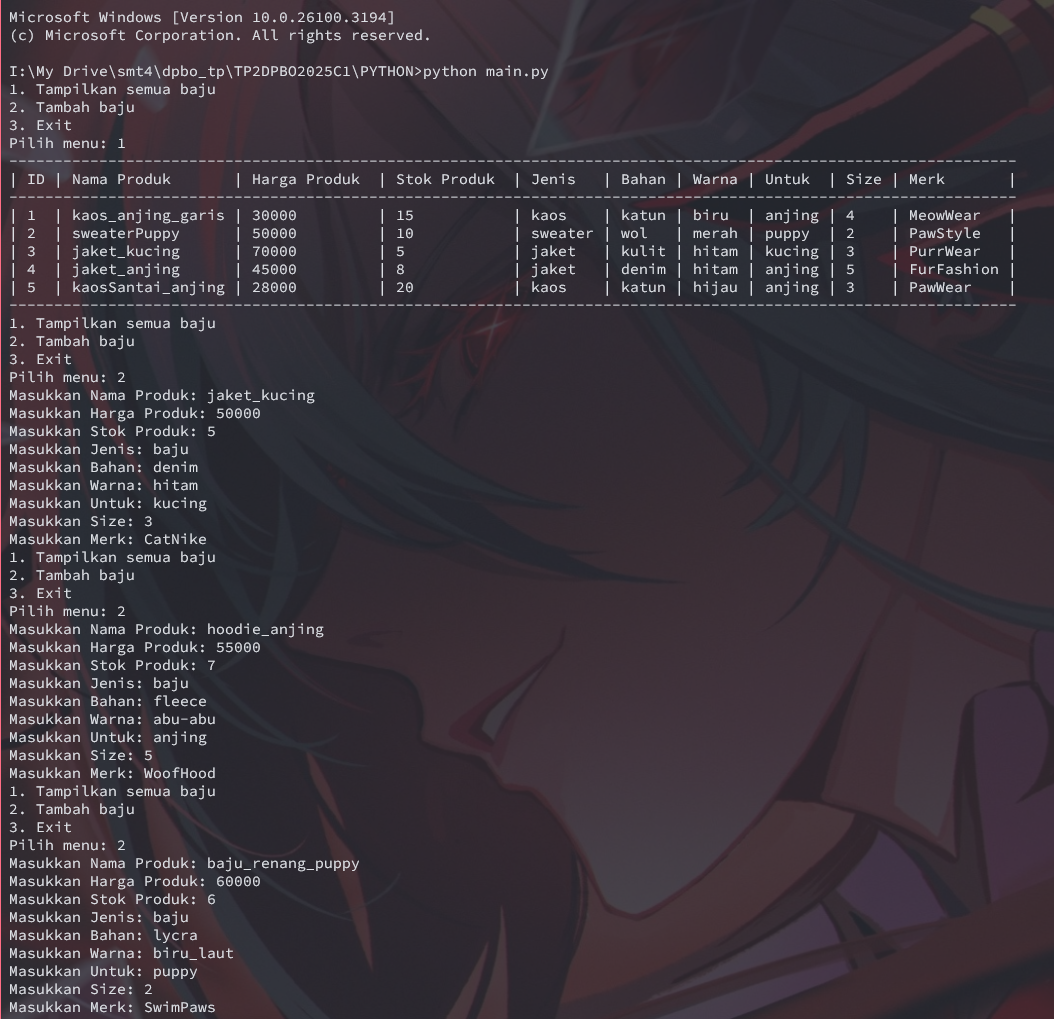 Microsoft Windows [Version 10.0.26100.3194]
(c) Microsoft Corporation. All rights reserved.

I:\My Drive\smt4\dpbo_tp\TP2DPBO2025C1\PYTHON>python main.py
1. Tampilkan semua baju
2. Tambah baju
3. Exit
Pilih menu: 1
----------------------------------------------------------------------------------------------------------------
| ID | Nama Produk       | Harga Produk  | Stok Produk  | Jenis   | Bahan | Warna | Untuk  | Size | Merk       |
----------------------------------------------------------------------------------------------------------------
| 1  | kaos_anjing_garis | 30000         | 15           | kaos    | katun | biru  | anjing | 4    | MeowWear   |
| 2  | sweaterPuppy      | 50000         | 10           | sweater | wol   | merah | puppy  | 2    | PawStyle   |
| 3  | jaket_kucing      | 70000         | 5            | jaket   | kulit | hitam | kucing | 3    | PurrWear   |
| 4  | jaket_anjing      | 45000         | 8            | jaket   | denim | hitam | anjing | 5    | FurFashion |
| 5  | kaosSantai_anjing | 28000         | 20           | kaos    | katun | hijau | anjing | 3    | PawWear    |
----------------------------------------------------------------------------------------------------------------
1. Tampilkan semua baju
2. Tambah baju
3. Exit
Pilih menu: 2
Masukkan Nama Produk: jaket_kucing
Masukkan Harga Produk: 50000
Masukkan Stok Produk: 5
Masukkan Jenis: baju
Masukkan Bahan: denim
Masukkan Warna: hitam
Masukkan Untuk: kucing
Masukkan Size: 3
Masukkan Merk: CatNike
1. Tampilkan semua baju
2. Tambah baju
3. Exit
Pilih menu: 2
Masukkan Nama Produk: hoodie_anjing
Masukkan Harga Produk: 55000
Masukkan Stok Produk: 7
Masukkan Jenis: baju
Masukkan Bahan: fleece
Masukkan Warna: abu-abu
Masukkan Untuk: anjing
Masukkan Size: 5
Masukkan Merk: WoofHood
1. Tampilkan semua baju
2. Tambah baju
3. Exit
Pilih menu: 2
Masukkan Nama Produk: baju_renang_puppy
Masukkan Harga Produk: 60000
Masukkan Stok Produk: 6
Masukkan Jenis: baju
Masukkan Bahan: lycra
Masukkan Warna: biru_laut
Masukkan Untuk: puppy
Masukkan Size: 2
Masukkan Merk: SwimPaws